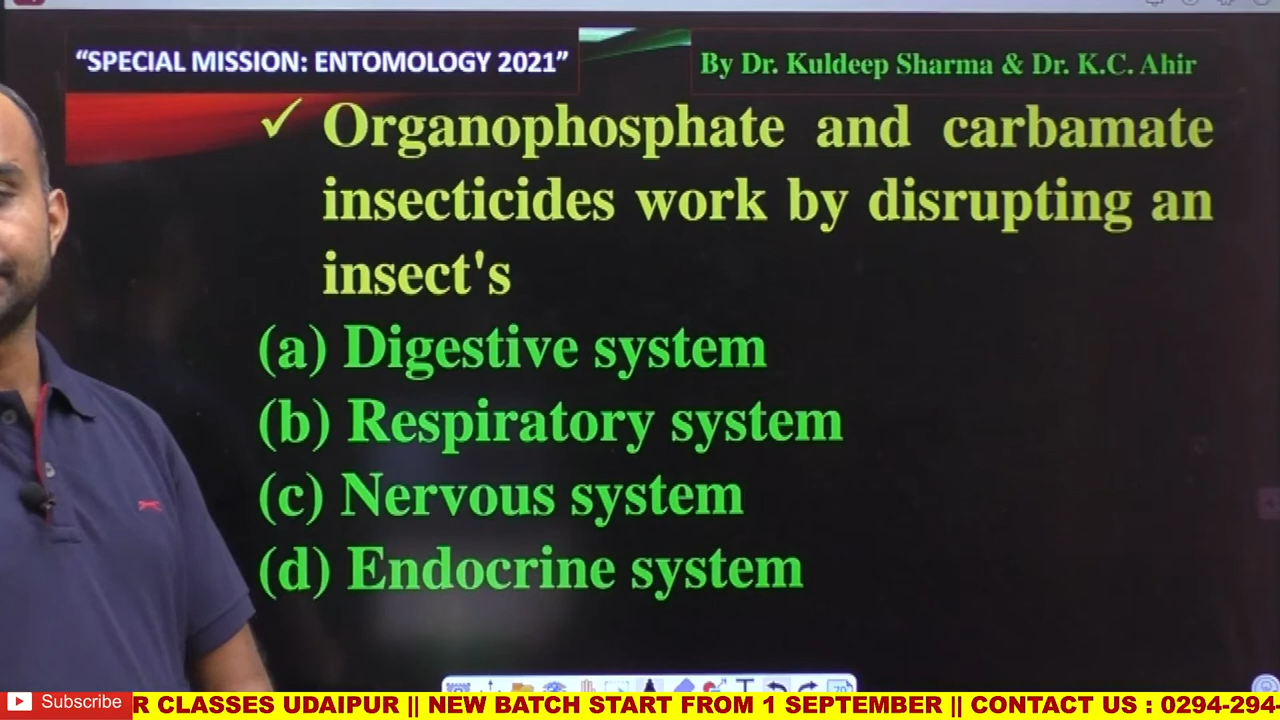 “SPECIAL MISSION: ENTOMOLOGY 2021”
By Dr. Kuldeep Sharma & Dr. K.C. Ahir
✓ Organophosphate and carbamate
insecticides work by disrupting an
insect's
(a) Digestive system
(b) Respiratory system
(c) Nervous system
(d) Endocrine system
Subscribe
R CLASSES UDAIPUR || NEW BATCH START FROM 1 SEPTEMBER || CONTACT US : 0294-294-